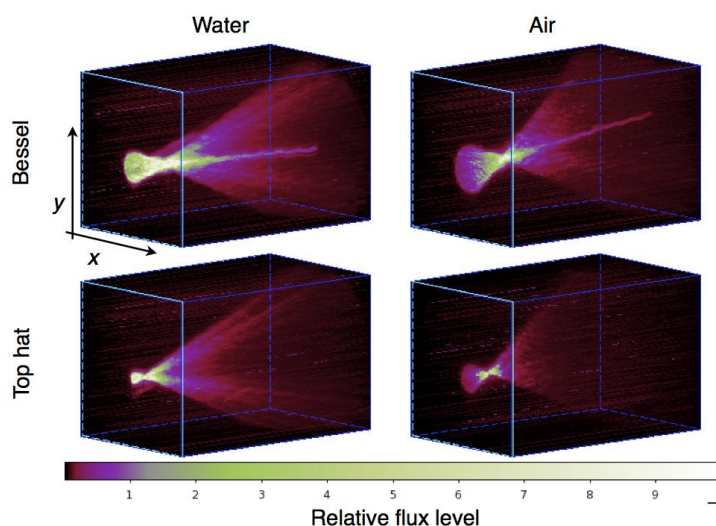 Water Air
Bessel
y
x
Top hat
1 2 3 4 5 6 7 8 9
Relative flux level